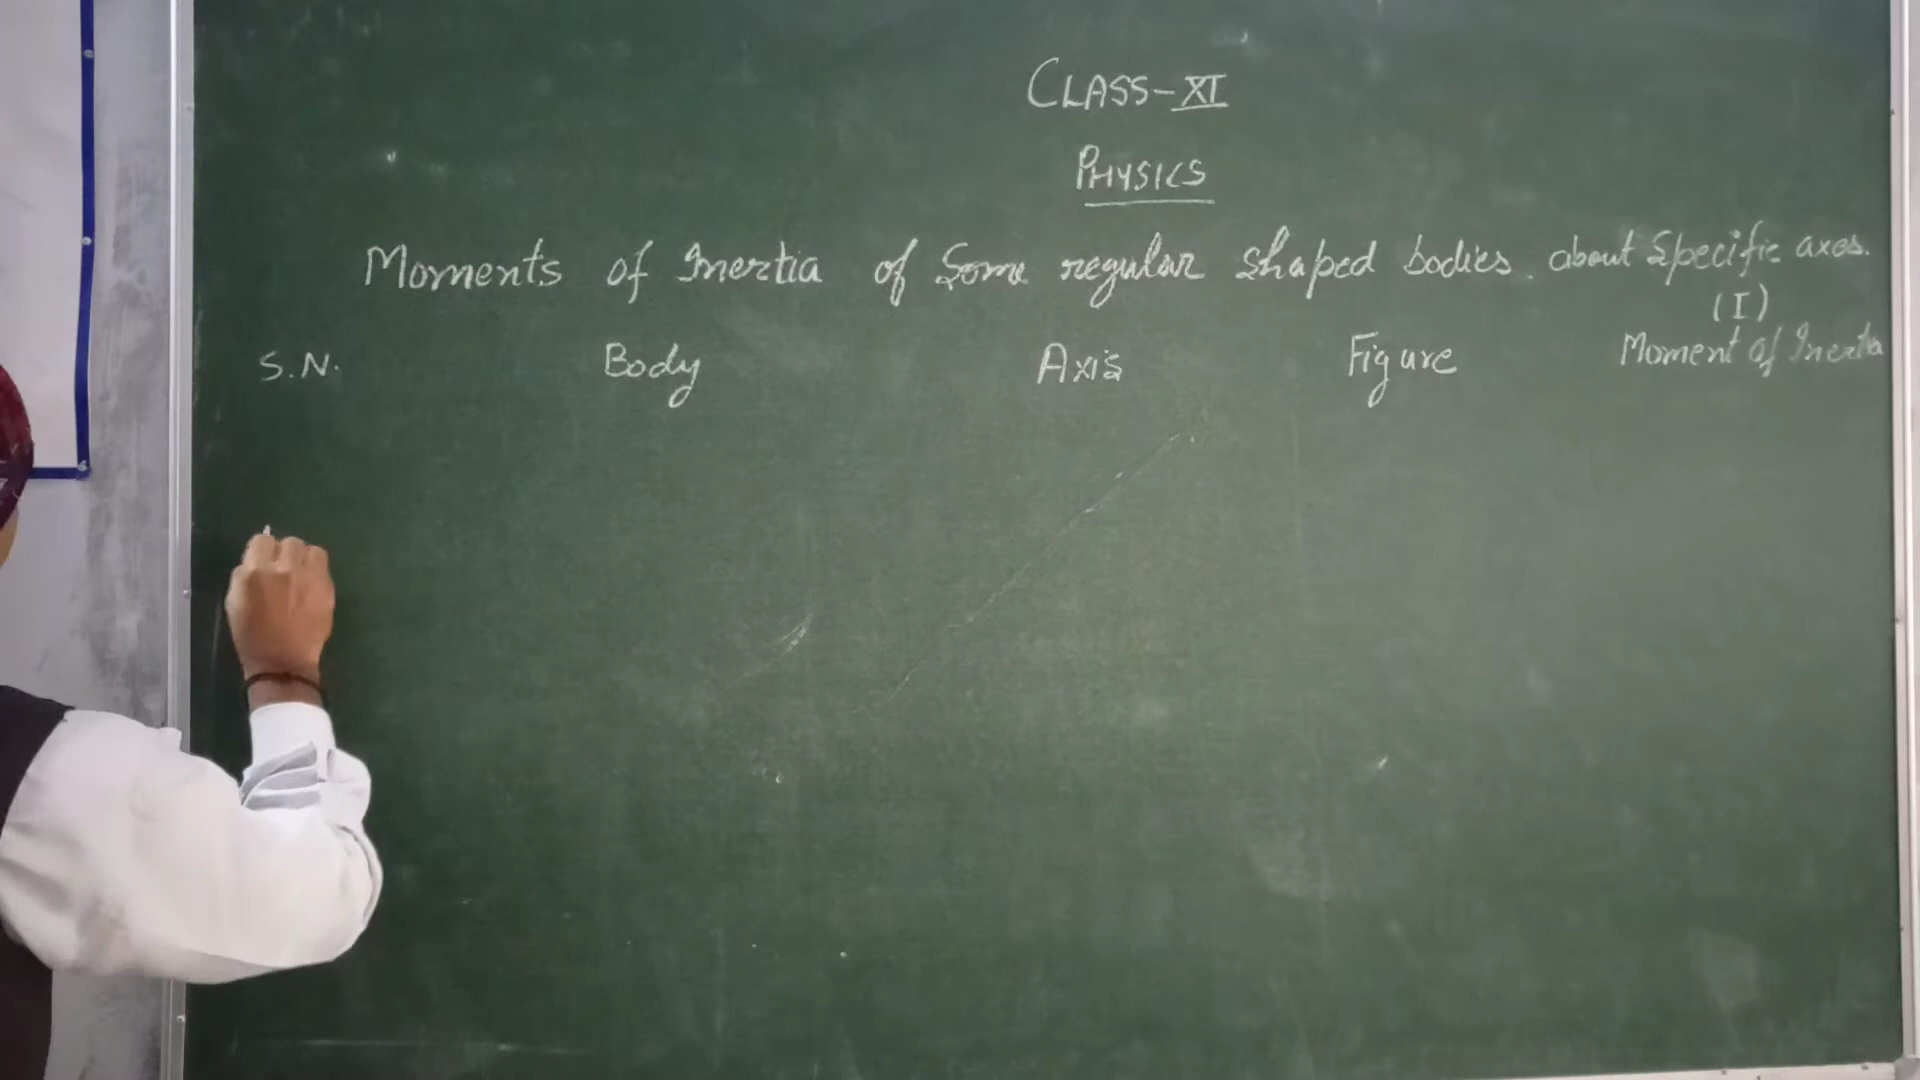 CLASS-XI
PHYSICS
Moments of Inertia of Some regular shaped bodies. about Specific axes.
(I)
S.N. Body Axis Figure Moment of Inertia